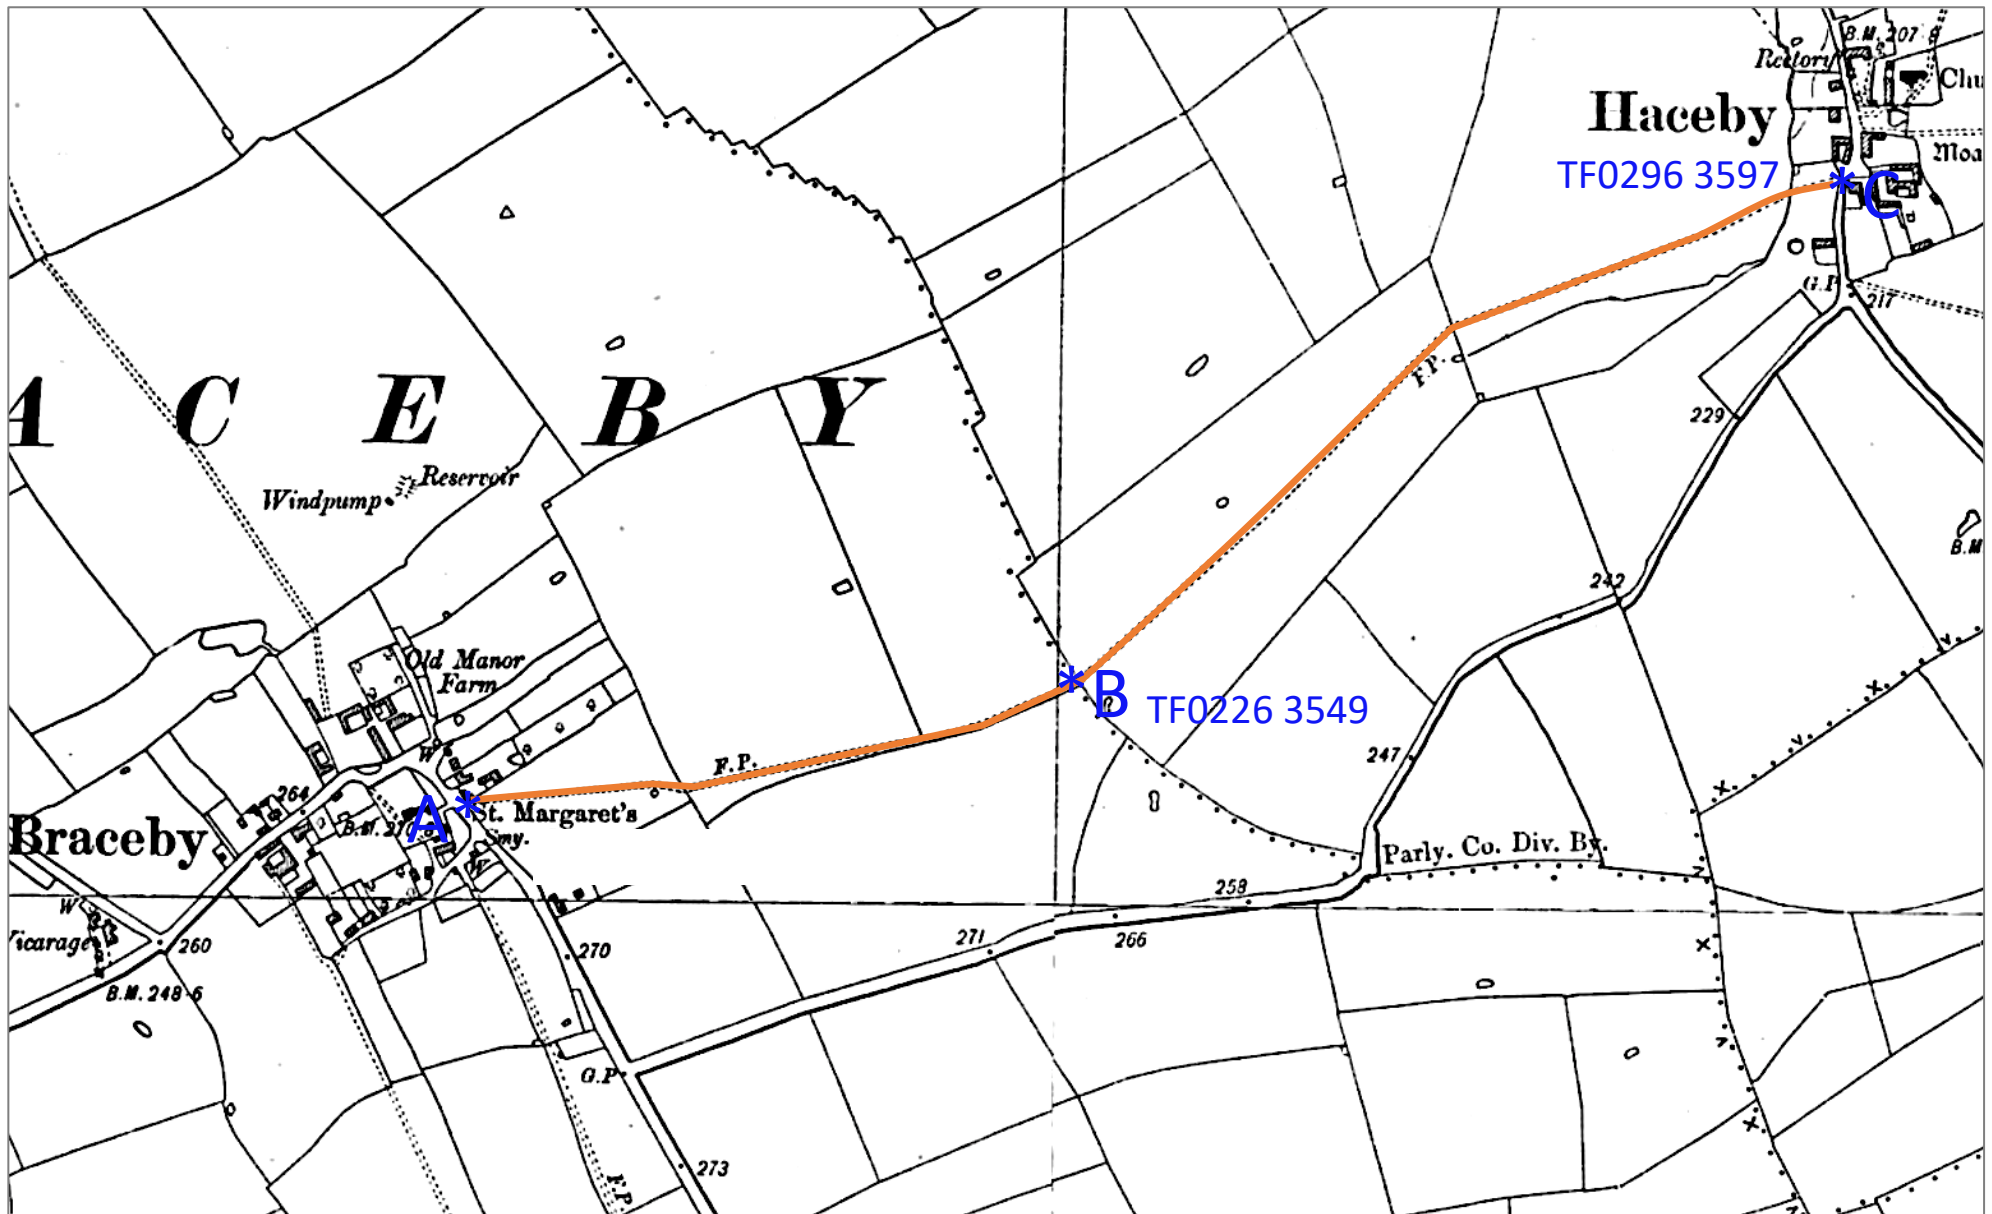 B.M. 207
Rectory
Chu
Haceby
Moa
TF0296 3597
C
G.P
217
A C E B Y
F.P.
229
Reservoir
Windpump
B.M
242
Old Manor
Farm
B
TF0226 3549
W
F.P.
247
264
A
St. Margaret's
B.M. 27
Smy.
Braceby
Parly. Co. Div. By.
W
258
W
Vicarage
260
270
271
266
B.M. 248·6
G.P
273
F.P